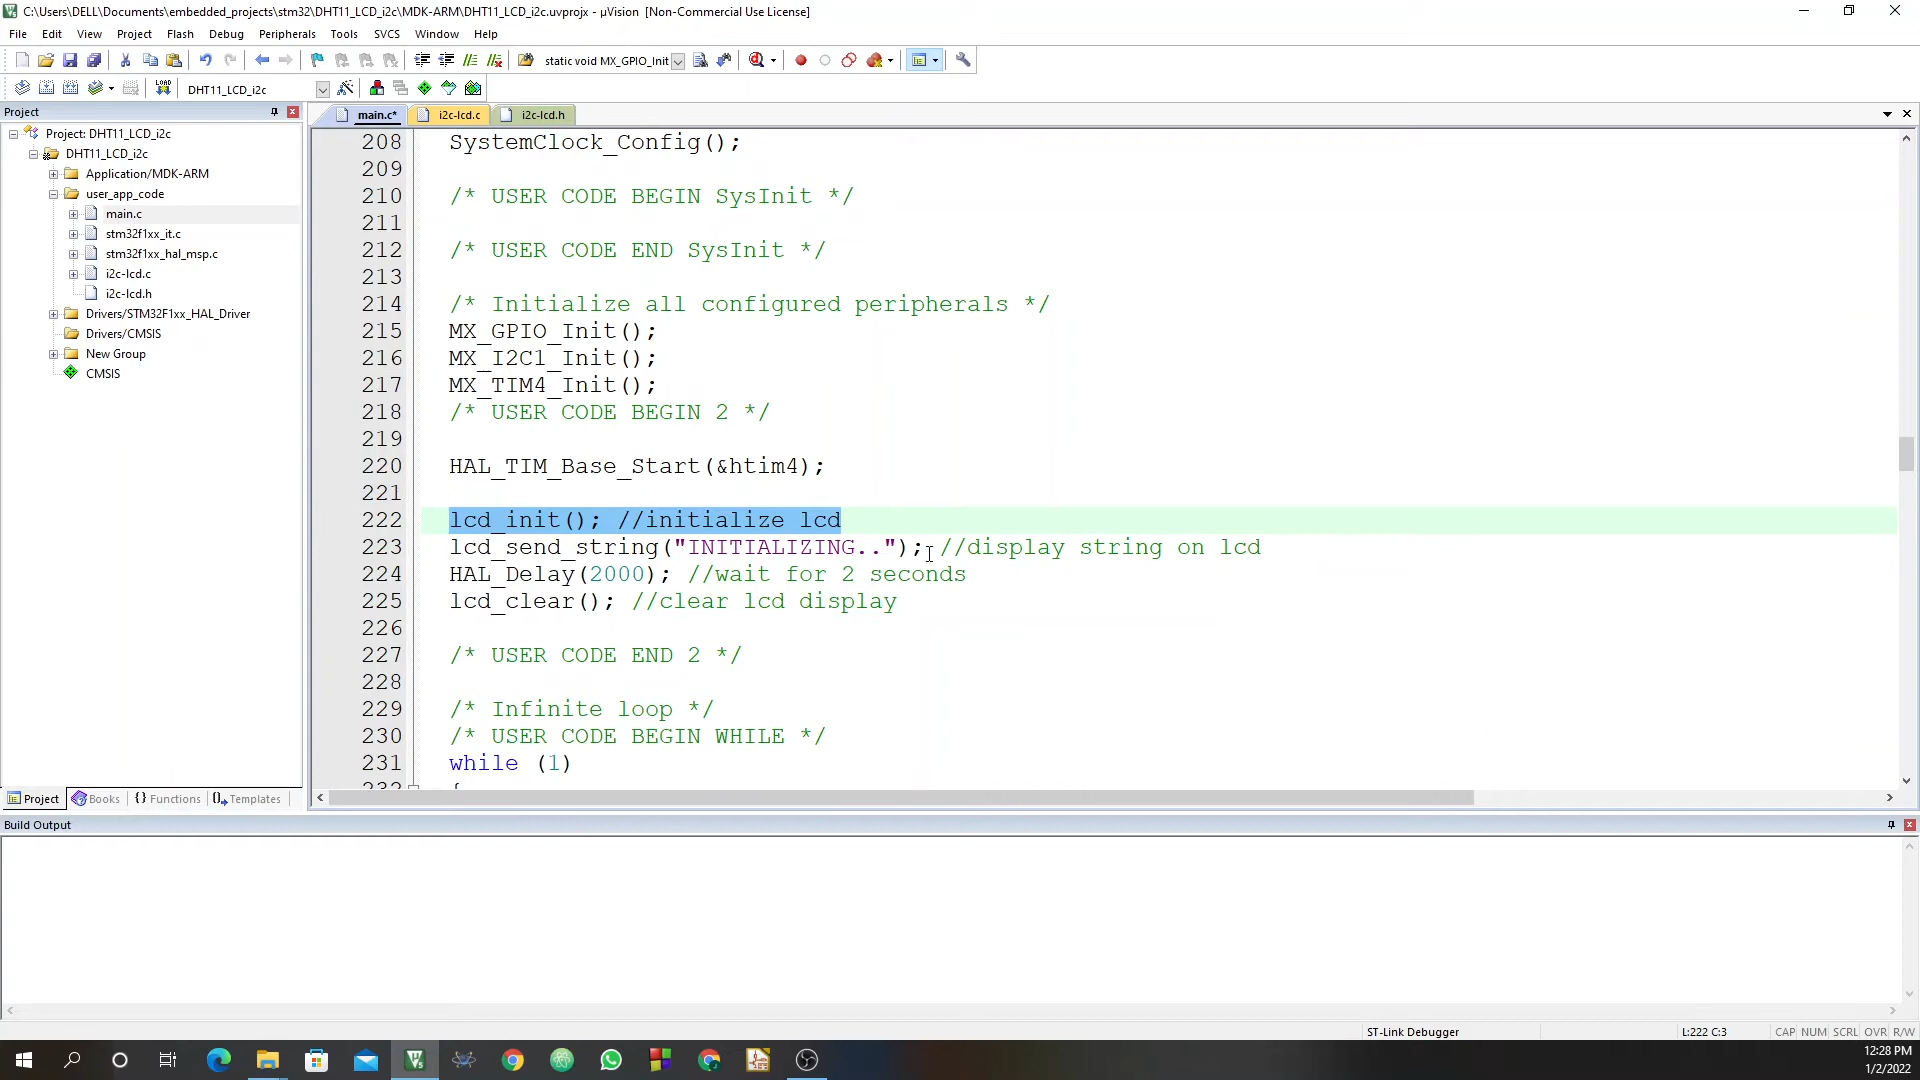 C:\Users\DELL\Documents\embedded_projects\stm32\DHT11_LCD_i2c\MDK-ARM\DHT11_LCD_i2c.uvprojx - µVision [Non-Commercial Use License]
File Edit View Project Flash Debug Peripherals Tools SVCS Window Help
static void MX_GPIO_Init
LOAD DHT11_LCD_i2c
Project
main.c* i2c-lcd.c i2c-lcd.h
Project: DHT11_LCD_i2c
DHT11_LCD_i2c
Application/MDK-ARM
user_app_code
main.c
stm32f1xx_it.c
stm32f1xx_hal_msp.c
i2c-lcd.c
i2c-lcd.h
Drivers/STM32F1xx_HAL_Driver
Drivers/CMSIS
New Group
CMSIS
208 SystemClock_Config();
209
210 /* USER CODE BEGIN SysInit */
211
212 /* USER CODE END SysInit */
213
214 /* Initialize all configured peripherals */
215 MX_GPIO_Init();
216 MX_I2C1_Init();
217 MX_TIM4_Init();
218 /* USER CODE BEGIN 2 */
219
220 HAL_TIM_Base_Start(&htim4);
221
222 lcd_init(); //initialize lcd
223 lcd_send_string("INITIALIZING.."); //display string on lcd
224 HAL_Delay(2000); //wait for 2 seconds
225 lcd_clear(); //clear lcd display
226
227 /* USER CODE END 2 */
228
229 /* Infinite loop */
230 /* USER CODE BEGIN WHILE */
231 while (1)
232 {
Project Books {} Functions Templates
Build Output
ST-Link Debugger L:222 C:3 CAP NUM SCRL OVR R/W
12:28 PM
1/2/2022